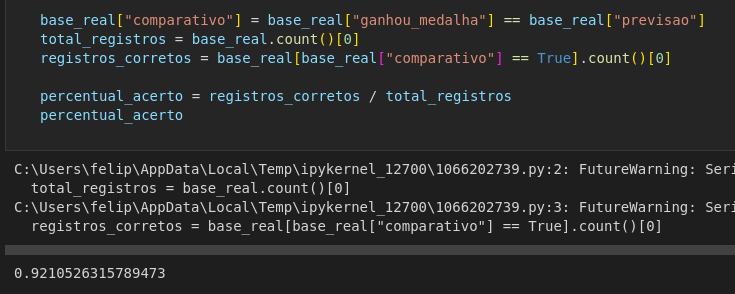 base_real["comparativo"] = base_real["ganhou_medalha"] == base_real["previsao"]
total_registros = base_real.count()[0]
registros_corretos = base_real[base_real["comparativo"] == True].count()[0]
percentual_acerto = registros_corretos / total_registros
percentual_acerto
C:\Users\felip\AppData\Local\Temp\ipykernel_12700\1066202739.py:2: FutureWarning: Seri
total_registros = base_real.count()[0]
C:\Users\felip\AppData\Local\Temp\ipykernel_12700\1066202739.py:3: FutureWarning: Seri
registros_corretos = base_real[base_real["comparativo"] == True].count()[0]
0.9210526315789473